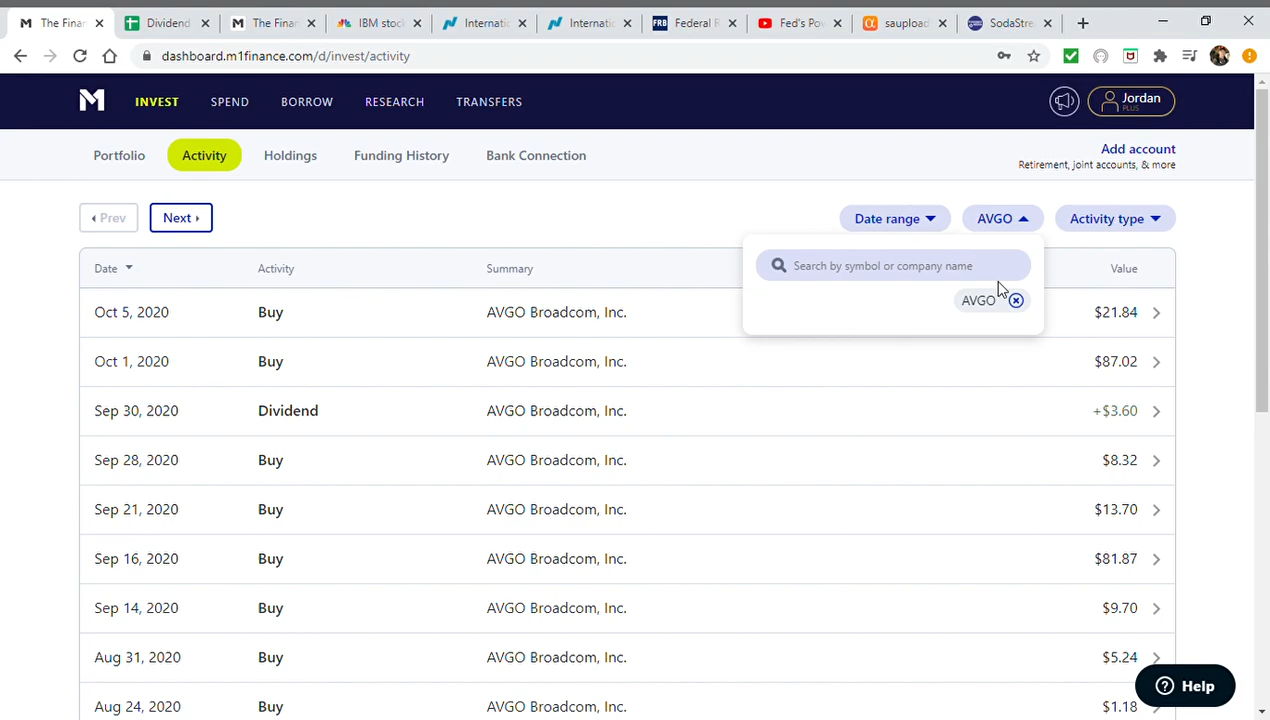 The Finan
Dividend
The Finan
IBM stoc
Internatio
Internatio
Federal R
Fed's Pow
saupload
SodaStre
dashboard.m1finance.com/d/invest/activity
INVEST
SPEND
BORROW
RESEARCH
TRANSFERS
Jordan
PLUS
Portfolio
Activity
Holdings
Funding History
Bank Connection
Add account
Retirement, joint accounts, & more
Prev
Next
Date range
AVGO
Activity type
Search by symbol or company name
AVGO
Date
Activity
Summary
Value
Oct 5, 2020 Buy AVGO Broadcom, Inc. $21.84
Oct 1, 2020 Buy AVGO Broadcom, Inc. $87.02
Sep 30, 2020 Dividend AVGO Broadcom, Inc. +$3.60
Sep 28, 2020 Buy AVGO Broadcom, Inc. $8.32
Sep 21, 2020 Buy AVGO Broadcom, Inc. $13.70
Sep 16, 2020 Buy AVGO Broadcom, Inc. $81.87
Sep 14, 2020 Buy AVGO Broadcom, Inc. $9.70
Aug 31, 2020 Buy AVGO Broadcom, Inc. $5.24
Aug 24, 2020 Buy AVGO Broadcom, Inc. $1.18
Help